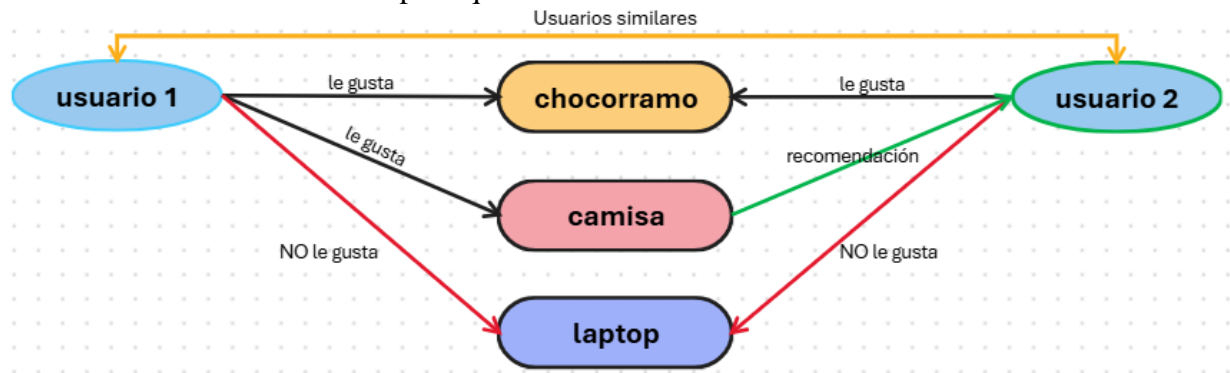 Usuarios similares
usuario 1
le gusta
chocorramo
le gusta
usuario 2
le gusta
recomendación
camisa
NO le gusta
NO le gusta
laptop